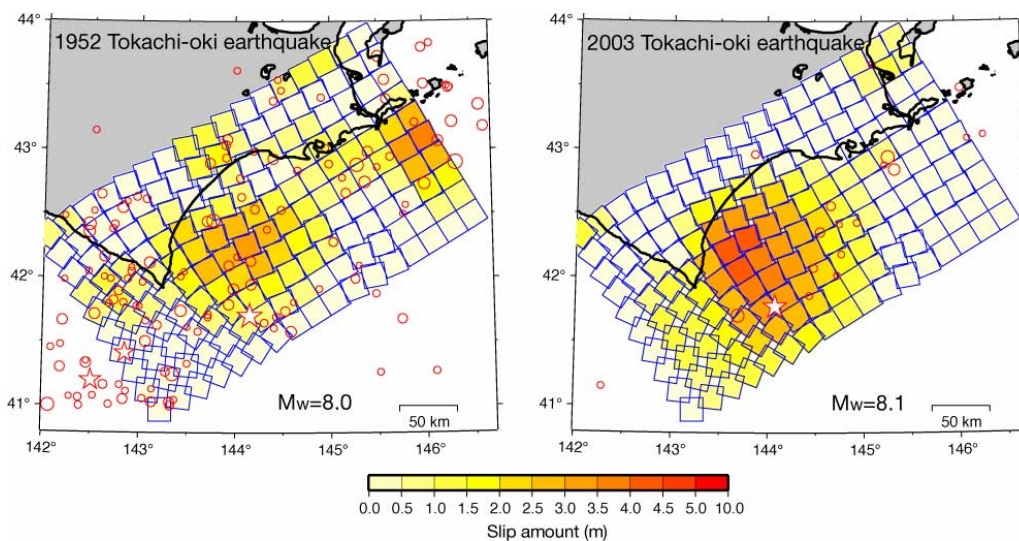 1952 Tokachi-oki earthquake
44°
43°
42°
41°
142°
143°
144°
145°
146°
Mw=8.0
50 km
2003 Tokachi-oki earthquake
44°
43°
42°
41°
142°
143°
144°
145°
146°
Mw=8.1
50 km
0.0 0.5 1.0 1.5 2.0 2.5 3.0 3.5 4.0 4.5 5.0 10.0
Slip amount (m)